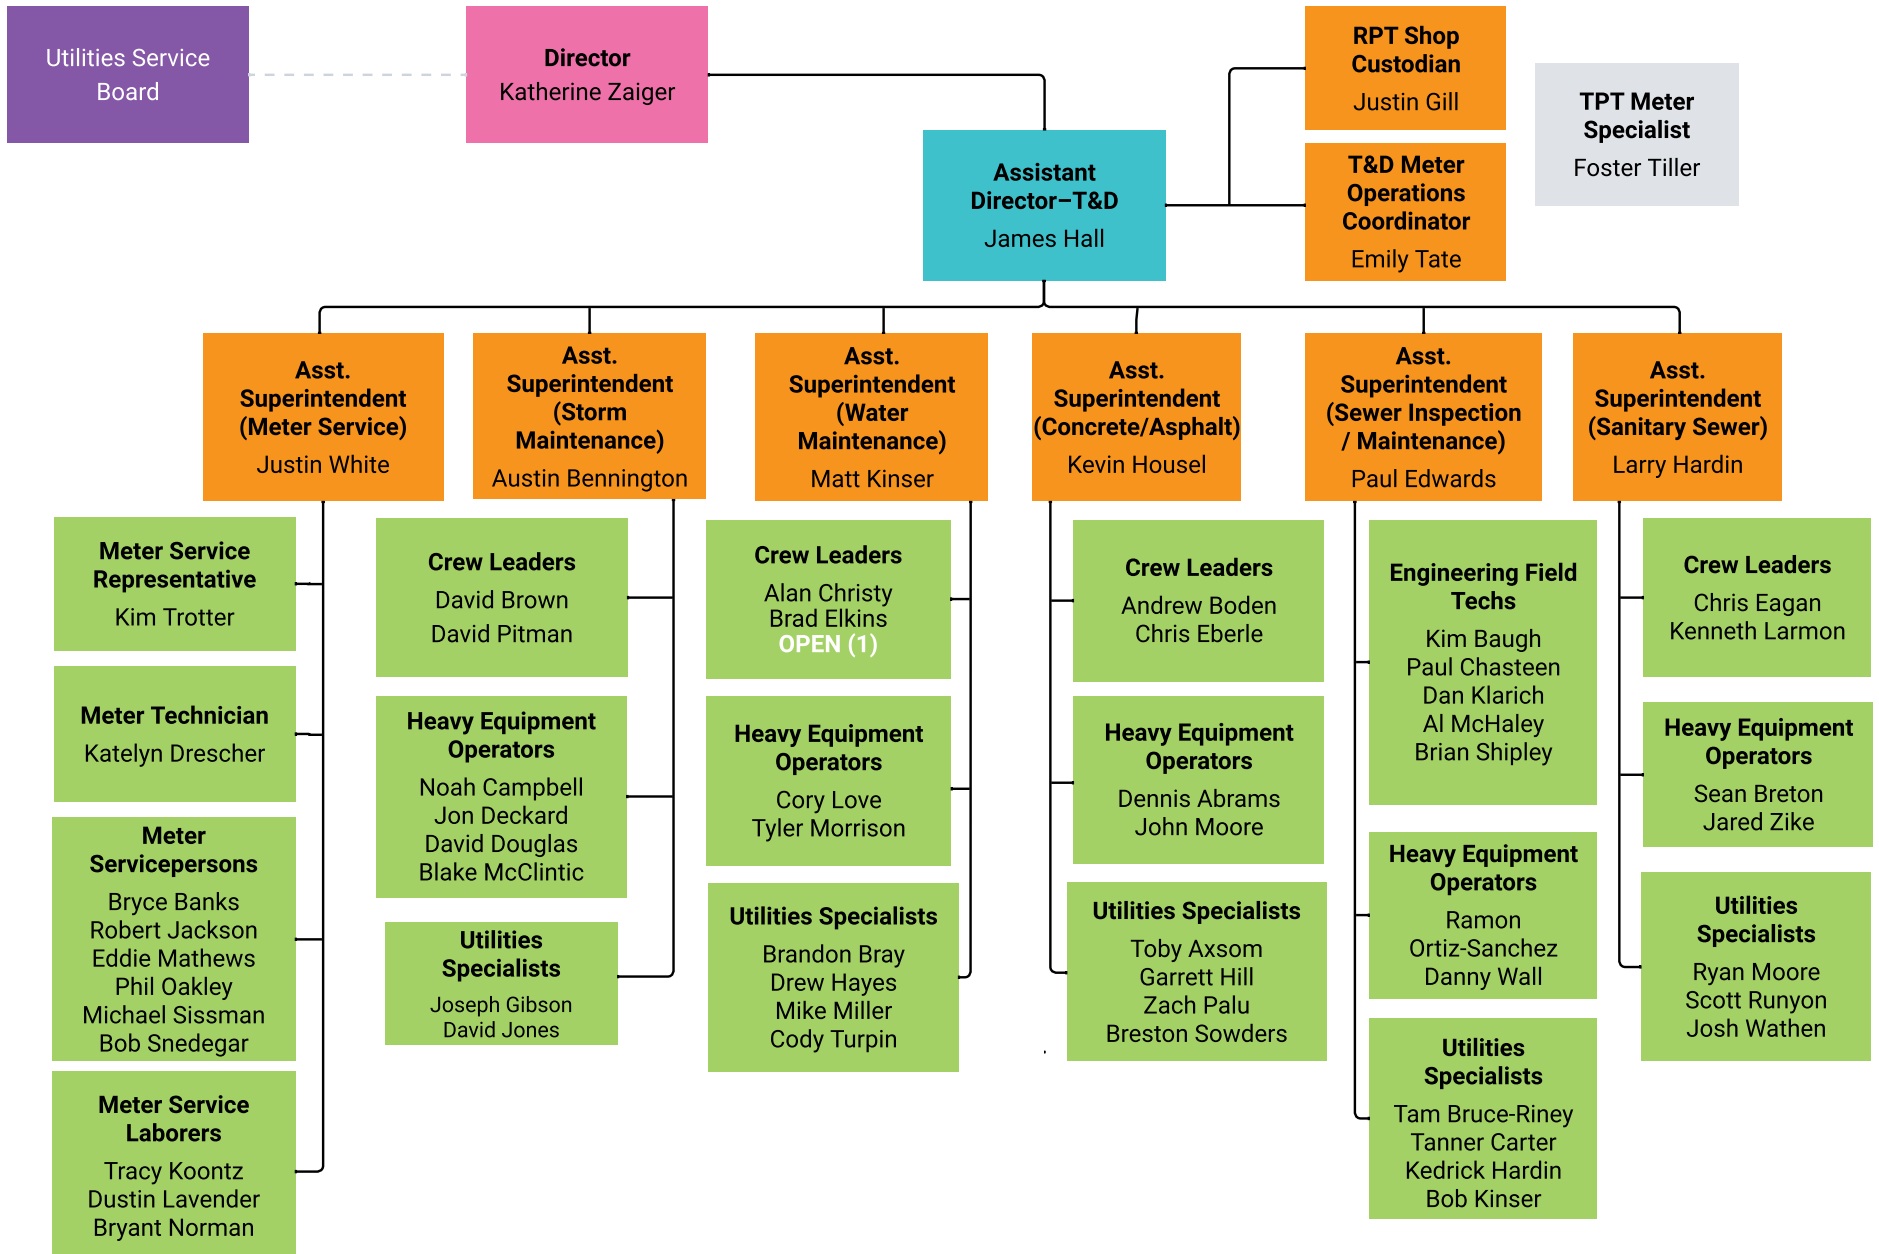 Utilities Service
Board
Director
Katherine Zaiger
RPT Shop
Custodian
Justin Gill
TPT Meter
Specialist
Foster Tiller
Assistant
Director–T&D
James Hall
T&D Meter
Operations
Coordinator
Emily Tate
Asst.
Superintendent
(Meter Service)
Justin White
Asst.
Superintendent
(Storm
Maintenance)
Austin Bennington
Asst.
Superintendent
(Water
Maintenance)
Matt Kinser
Asst.
Superintendent
(Concrete/Asphalt)
Kevin Housel
Asst.
Superintendent
(Sewer Inspection
/ Maintenance)
Paul Edwards
Asst.
Superintendent
(Sanitary Sewer)
Larry Hardin
Meter Service
Representative
Kim Trotter
Meter Technician
Katelyn Drescher
Meter
Servicepersons
Bryce Banks
Robert Jackson
Eddie Mathews
Phil Oakley
Michael Sissman
Bob Snedegar
Meter Service
Laborers
Tracy Koontz
Dustin Lavender
Bryant Norman
Crew Leaders
David Brown
David Pitman
Heavy Equipment
Operators
Noah Campbell
Jon Deckard
David Douglas
Blake McClintic
Utilities
Specialists
Joseph Gibson
David Jones
Crew Leaders
Alan Christy
Brad Elkins
OPEN (1)
Heavy Equipment
Operators
Cory Love
Tyler Morrison
Utilities Specialists
Brandon Bray
Drew Hayes
Mike Miller
Cody Turpin
Crew Leaders
Andrew Boden
Chris Eberle
Heavy Equipment
Operators
Dennis Abrams
John Moore
Utilities Specialists
Toby Axsom
Garrett Hill
Zach Palu
Breston Sowders
Engineering Field
Techs
Kim Baugh
Paul Chasteen
Dan Klarich
Al McHaley
Brian Shipley
Heavy Equipment
Operators
Ramon
Ortiz-Sanchez
Danny Wall
Utilities
Specialists
Tam Bruce-Riney
Tanner Carter
Kedrick Hardin
Bob Kinser
Crew Leaders
Chris Eagan
Kenneth Larmon
Heavy Equipment
Operators
Sean Breton
Jared Zike
Utilities
Specialists
Ryan Moore
Scott Runyon
Josh Wathen